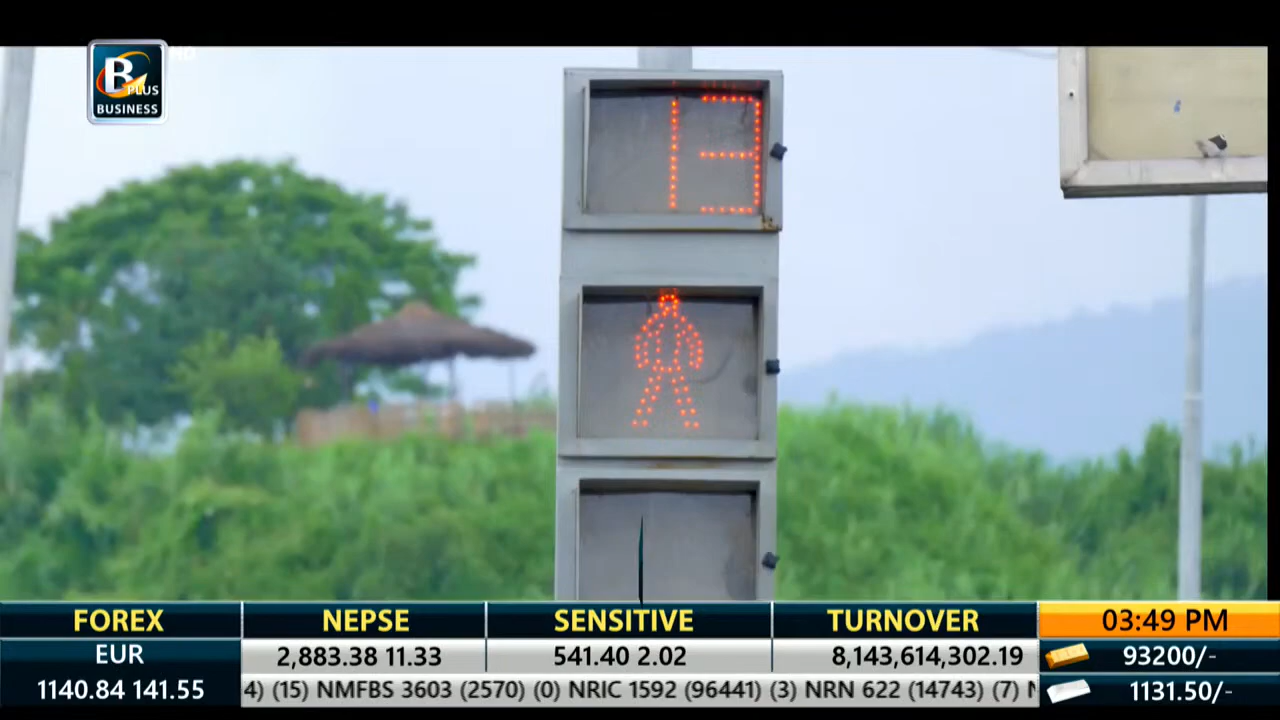 B
PLUS
BUSINESS
13
FOREX NEPSE SENSITIVE TURNOVER 03:49 PM
EUR 2,883.38 11.33 541.40 2.02 8,143,614,302.19 93200/-
1140.84 141.55 4) (15) NMFBS 3603 (2570) (0) NRIC 1592 (96441) (3) NRN 622 (14743) (7) 1131.50/-